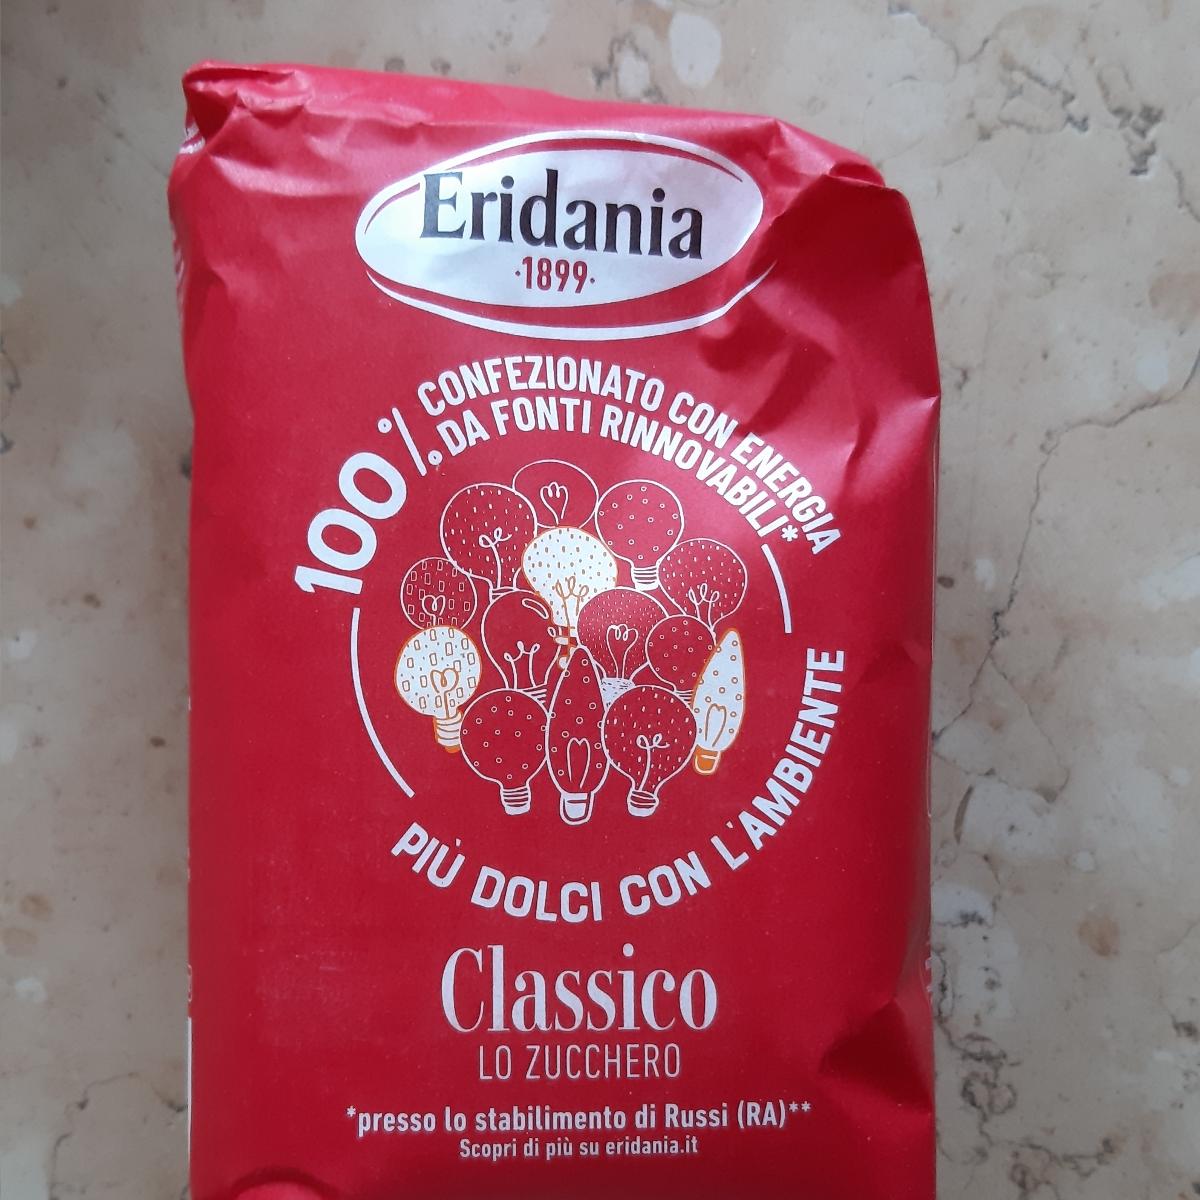 Eridania
·1899·
100%
CONFEZIONATO CON ENERGIA
DA FONTI RINNOVABILI*
PIÙ DOLCI CON L'AMBIENTE
Classico
LO ZUCCHERO
*presso lo stabilimento di Russi (RA)**
Scopri di più su eridania.it